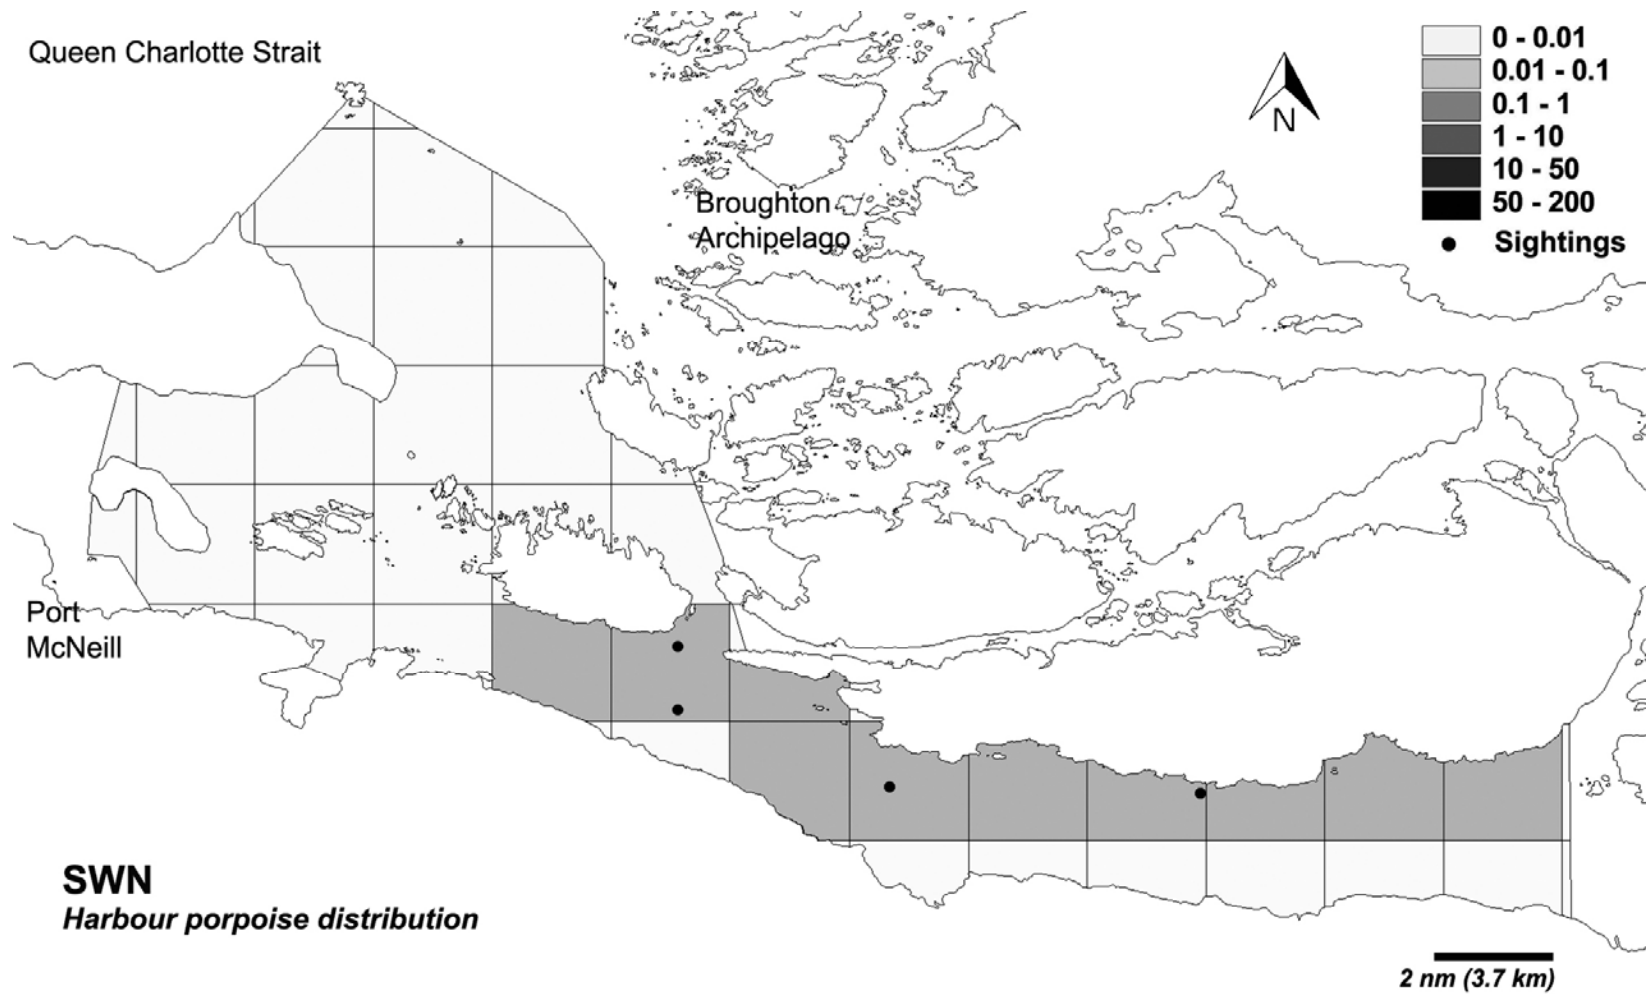 Queen Charlotte Strait
0 - 0.01
0.01 - 0.1
0.1 - 1
1 - 10
10 - 50
50 - 200
Sightings
N
Broughton
Archipelago
Port
McNeill
SWN
Harbour porpoise distribution
2 nm (3.7 km)